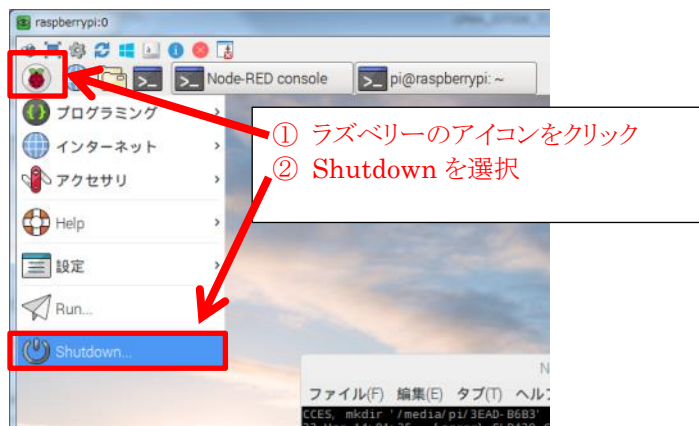 raspberrypi:0
Node-RED console
pi@raspberrypi: ~
プログラミング
① ラズベリーのアイコンをクリック
インターネット
② Shutdown を選択
アクセサリ
Help
設定
Run...
Shutdown...
ファイル(F) 編集(E) タブ(T) ヘル
CCES, mkdir '/media/pi/3EAD-B6B3'